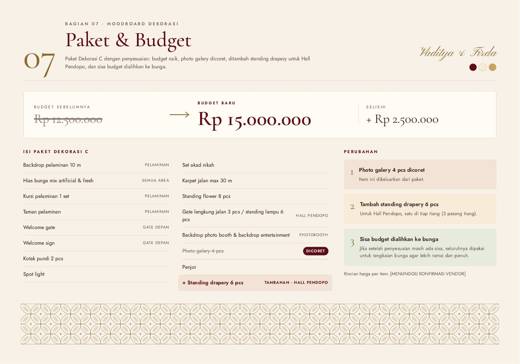 BAGIAN 07 · MOODBOARD DEKORASI
07
Paket & Budget
Paket Dekorasi C dengan penyesuaian: budget naik, photo galery dicoret, ditambah standing drapery untuk Hall
Pendopo, dan sisa budget dialihkan ke bunga.
BUDGET SEBELUMNYA
Rp 12.500.000
BUDGET BARU
Rp 15.000.000
SELISIH
+ Rp 2.500.000
ISI PAKET DEKORASI C
Backdrop pelaminan 10 m PELAMINAN
Hias bunga mix artificial & fresh SEMUA AREA
Kursi pelaminan 1 set PELAMINAN
Taman pelaminan PELAMINAN
Welcome gate GATE DEPAN
Welcome sign GATE DEPAN
Kotak pundi 2 pcs
Spot light
Set akad nikah
Karpet jalan max 30 m
Standing flower 8 pcs
Gate lengkung jalan 3 pcs / standing lampu 6
pcs HALL PENDOPO
Backdrop photo booth & backdrop entertainment PHOTOBOOTH
Photo galery 4 pcs DICORET
Penjor
+ Standing drapery 6 pcs TAMBAHAN · HALL PENDOPO
PERUBAHAN
1 Photo galery 4 pcs dicoret
Item ini dikeluarkan dari paket.
2 Tambah standing drapery 6 pcs
Untuk Hall Pendopo, satu di tiap tiang (3 pasang tiang).
3 Sisa budget dialihkan ke bunga
Jika setelah penyesuaian masih ada sisa, seluruhnya dipakai
untuk rangkaian bunga agar lebih ramai dan penuh.
Rincian harga per item: [MENUNGGU KONFIRMASI VENDOR]